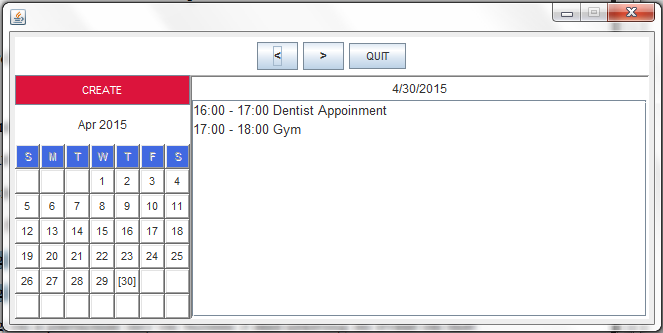 < > QUIT
CREATE
Apr 2015
S M T W T F S
1 2 3 4
5 6 7 8 9 10 11
12 13 14 15 16 17 18
19 20 21 22 23 24 25
26 27 28 29 [30]
4/30/2015
16:00 - 17:00 Dentist Appoinment
17:00 - 18:00 Gym